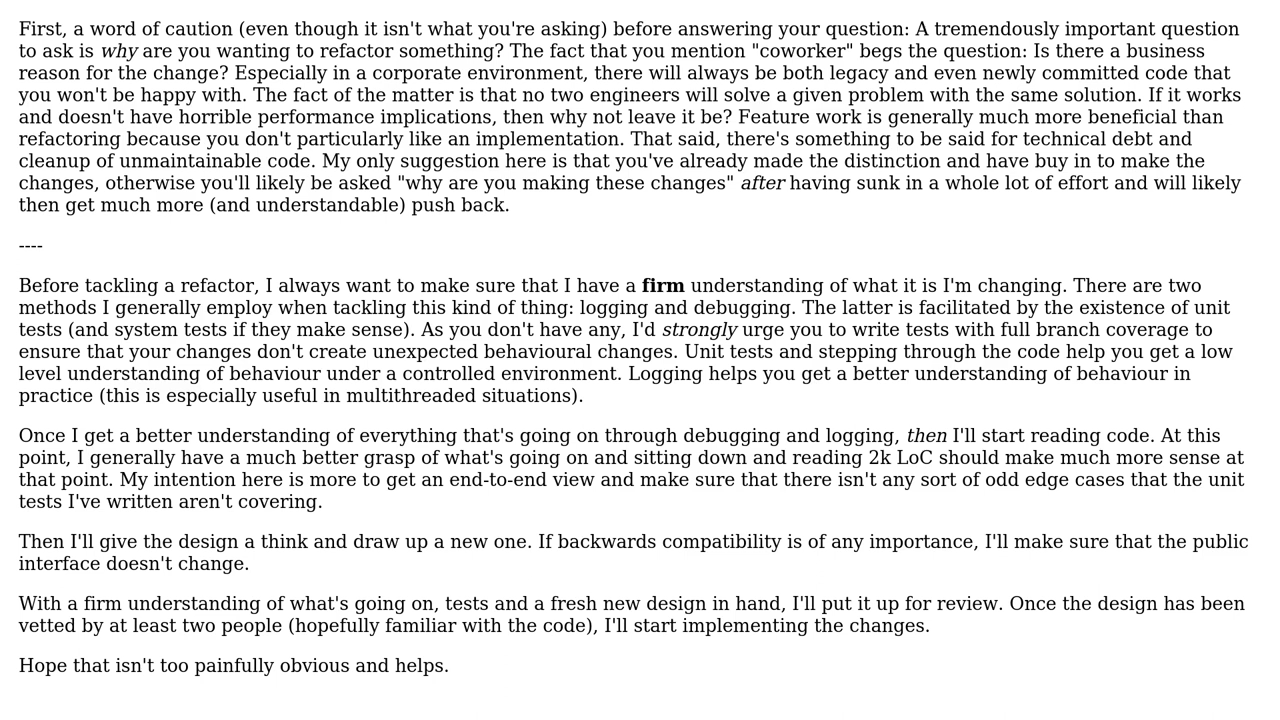 First, a word of caution (even though it isn't what you're asking) before answering your question: A tremendously important question
to ask is why are you wanting to refactor something? The fact that you mention "coworker" begs the question: Is there a business
reason for the change? Especially in a corporate environment, there will always be both legacy and even newly committed code that
you won't be happy with. The fact of the matter is that no two engineers will solve a given problem with the same solution. If it works
and doesn't have horrible performance implications, then why not leave it be? Feature work is generally much more beneficial than
refactoring because you don't particularly like an implementation. That said, there's something to be said for technical debt and
cleanup of unmaintainable code. My only suggestion here is that you've already made the distinction and have buy in to make the
changes, otherwise you'll likely be asked "why are you making these changes" after having sunk in a whole lot of effort and will likely
then get much more (and understandable) push back.
----
Before tackling a refactor, I always want to make sure that I have a firm understanding of what it is I'm changing. There are two
methods I generally employ when tackling this kind of thing: logging and debugging. The latter is facilitated by the existence of unit
tests (and system tests if they make sense). As you don't have any, I'd strongly urge you to write tests with full branch coverage to
ensure that your changes don't create unexpected behavioural changes. Unit tests and stepping through the code help you get a low
level understanding of behaviour under a controlled environment. Logging helps you get a better understanding of behaviour in
practice (this is especially useful in multithreaded situations).
Once I get a better understanding of everything that's going on through debugging and logging, then I'll start reading code. At this
point, I generally have a much better grasp of what's going on and sitting down and reading 2k LoC should make much more sense at
that point. My intention here is more to get an end-to-end view and make sure that there isn't any sort of odd edge cases that the unit
tests I've written aren't covering.
Then I'll give the design a think and draw up a new one. If backwards compatibility is of any importance, I'll make sure that the public
interface doesn't change.
With a firm understanding of what's going on, tests and a fresh new design in hand, I'll put it up for review. Once the design has been
vetted by at least two people (hopefully familiar with the code), I'll start implementing the changes.
Hope that isn't too painfully obvious and helps.